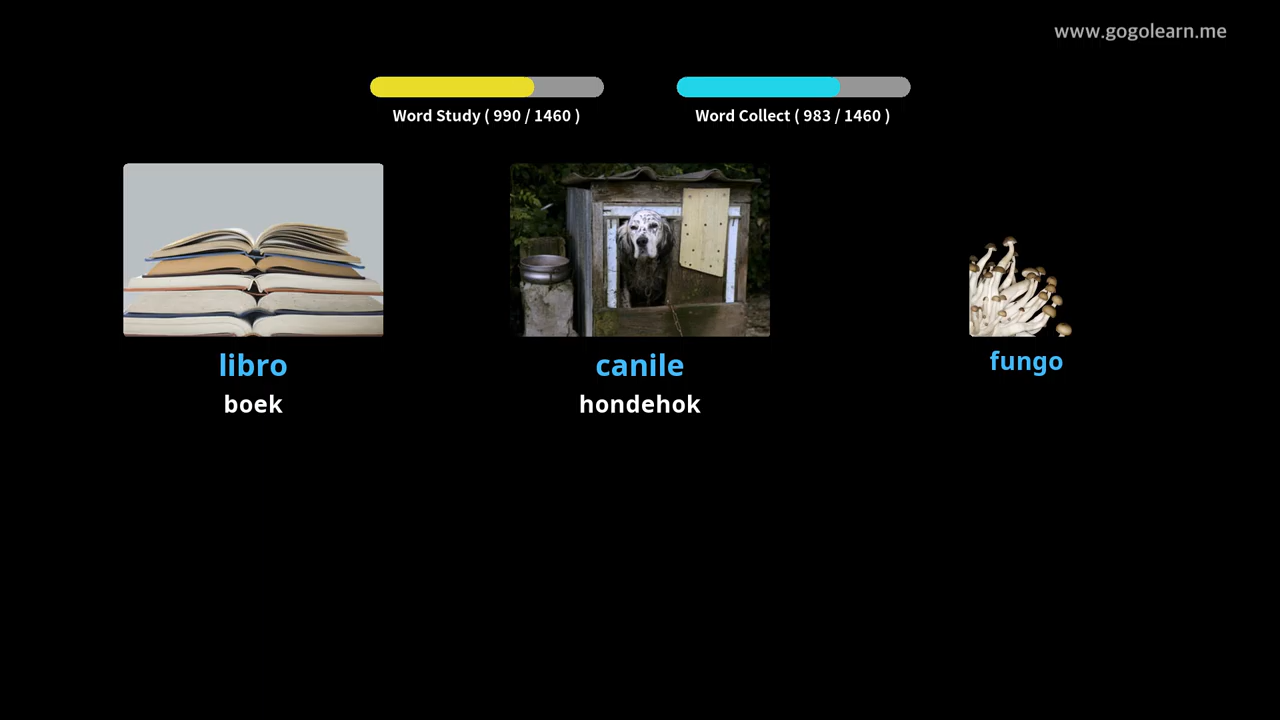 www.gogolearn.me
Word Study ( 990 / 1460 )
Word Collect ( 983 / 1460 )
libro
boek
canile
hondehok
fungo